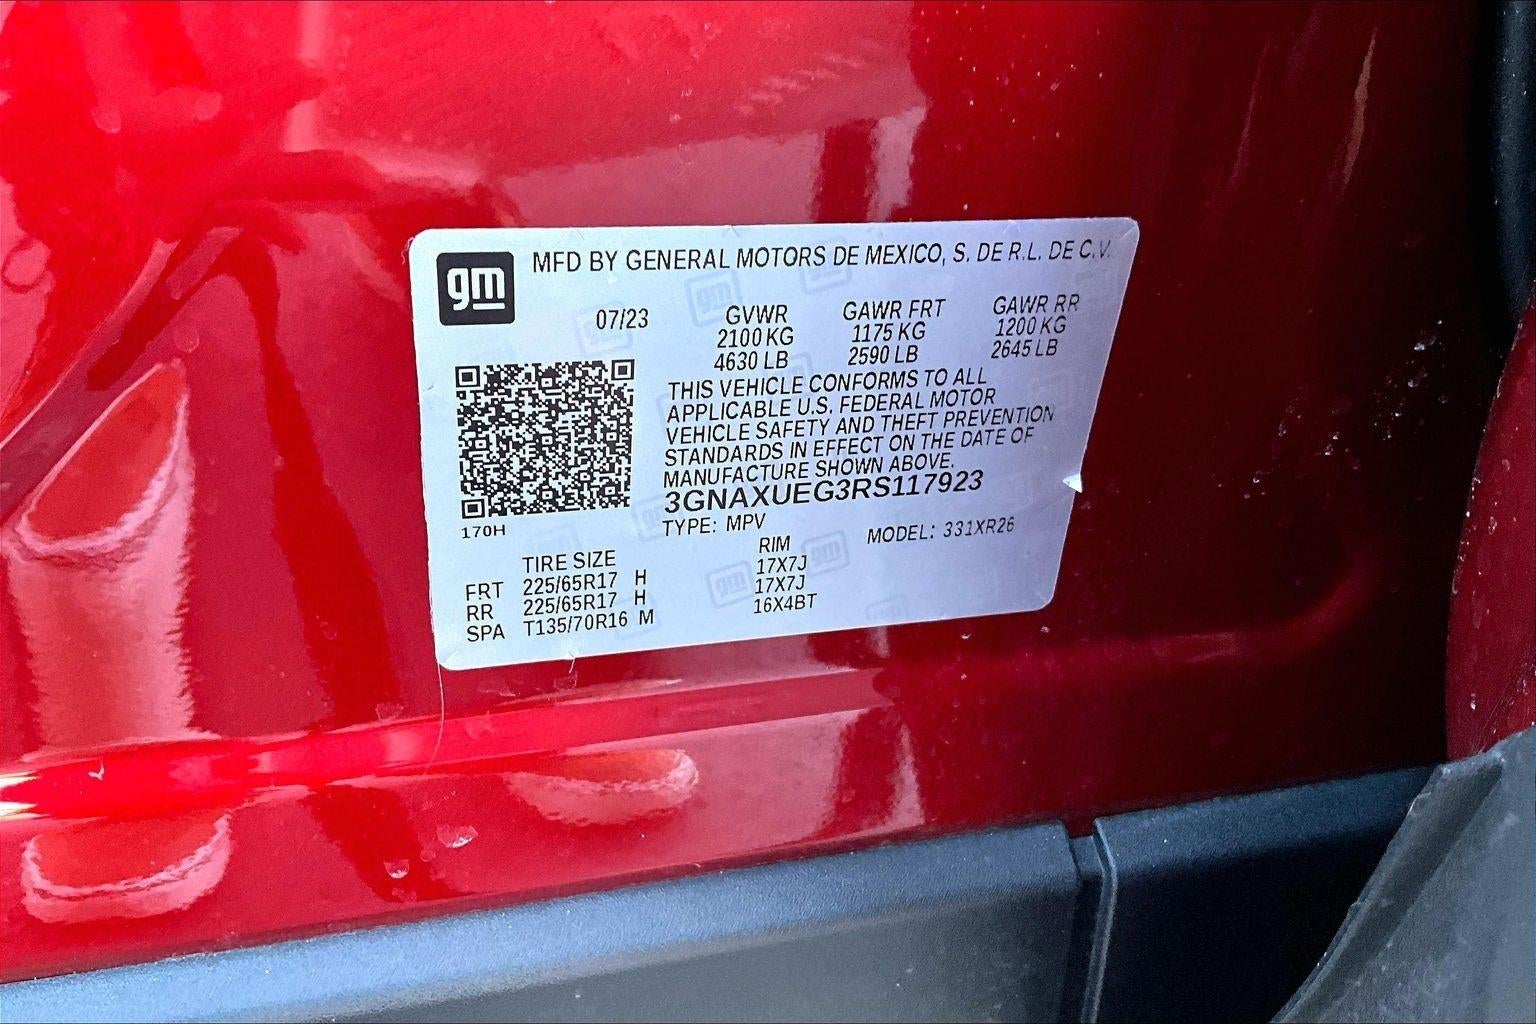 gm
MFD BY GENERAL MOTORS DE MEXICO, S. DE R.L. DE C.V.
07/23 GVWR GAWR FRT GAWR RR
2100 KG 1175 KG 1200 KG
4630 LB 2590 LB 2645 LB
THIS VEHICLE CONFORMS TO ALL
APPLICABLE U.S. FEDERAL MOTOR
VEHICLE SAFETY AND THEFT PREVENTION
STANDARDS IN EFFECT ON THE DATE OF
MANUFACTURE SHOWN ABOVE.
3GNAXUEG3RS117923
170H
TYPE: MPV MODEL: 331XR26
TIRE SIZE RIM
FRT 225/65R17 H 17X7J
RR 225/65R17 H 17X7J
SPA T135/70R16 M 16X4BT